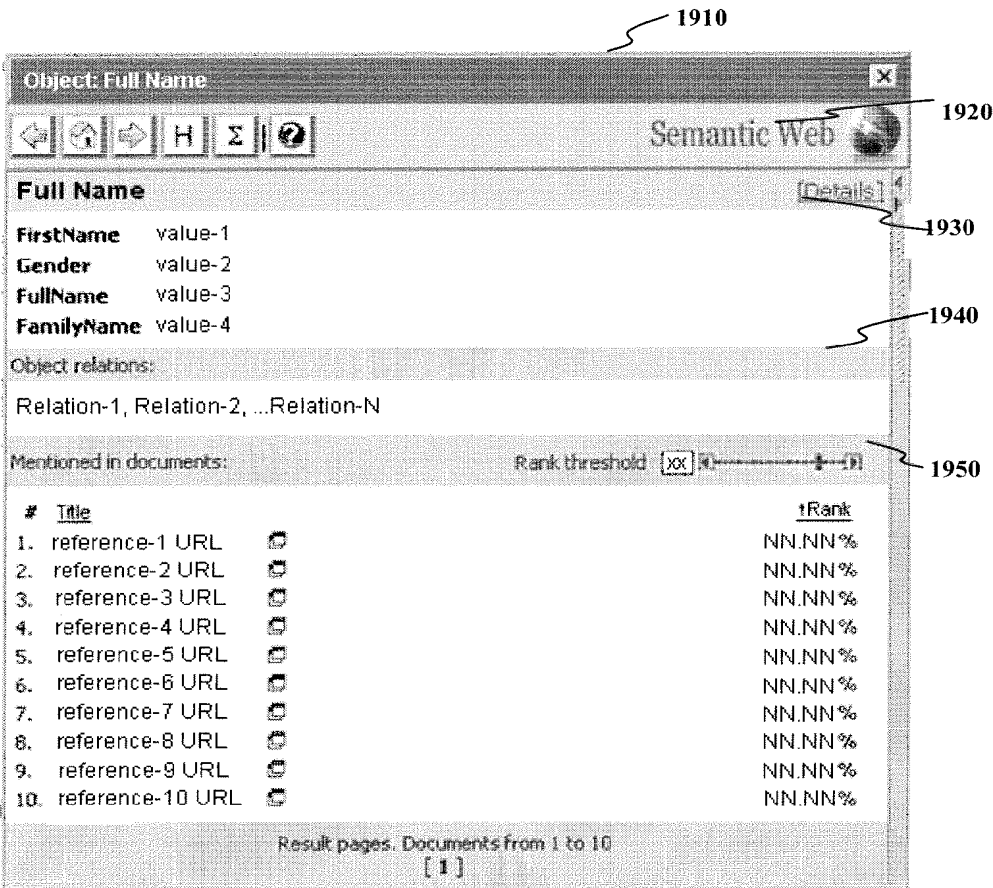 1910
Object: Full Name
1920
H Σ ? Semantic Web
Full Name [Details]
1930
FirstName value-1
Gender value-2
FullName value-3
FamilyName value-4
1940
Object relations:
Relation-1, Relation-2, ...Relation-N
Mentioned in documents: Rank threshold xx
1950
# Title ↑Rank
1. reference-1 URL NN.NN%
2. reference-2 URL NN.NN%
3. reference-3 URL NN.NN%
4. reference-4 URL NN.NN%
5. reference-5 URL NN.NN%
6. reference-6 URL NN.NN%
7. reference-7 URL NN.NN%
8. reference-8 URL NN.NN%
9. reference-9 URL NN.NN%
10. reference-10 URL NN.NN%
Result pages. Documents from 1 to 10
[ 1 ]